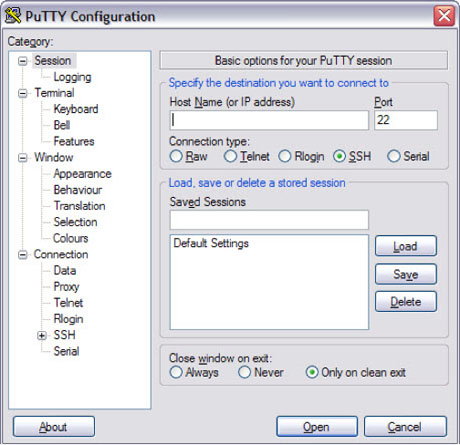 PuTTY Configuration
Category:
Session
Logging
Terminal
Keyboard
Bell
Features
Window
Appearance
Behaviour
Translation
Selection
Colours
Connection
Data
Proxy
Telnet
Rlogin
SSH
Serial
Basic options for your PuTTY session
Specify the destination you want to connect to
Host Name (or IP address) Port
22
Connection type:
Raw Telnet Rlogin SSH Serial
Load, save or delete a stored session
Saved Sessions
Default Settings
Load
Save
Delete
Close window on exit:
Always Never Only on clean exit
About Open Cancel